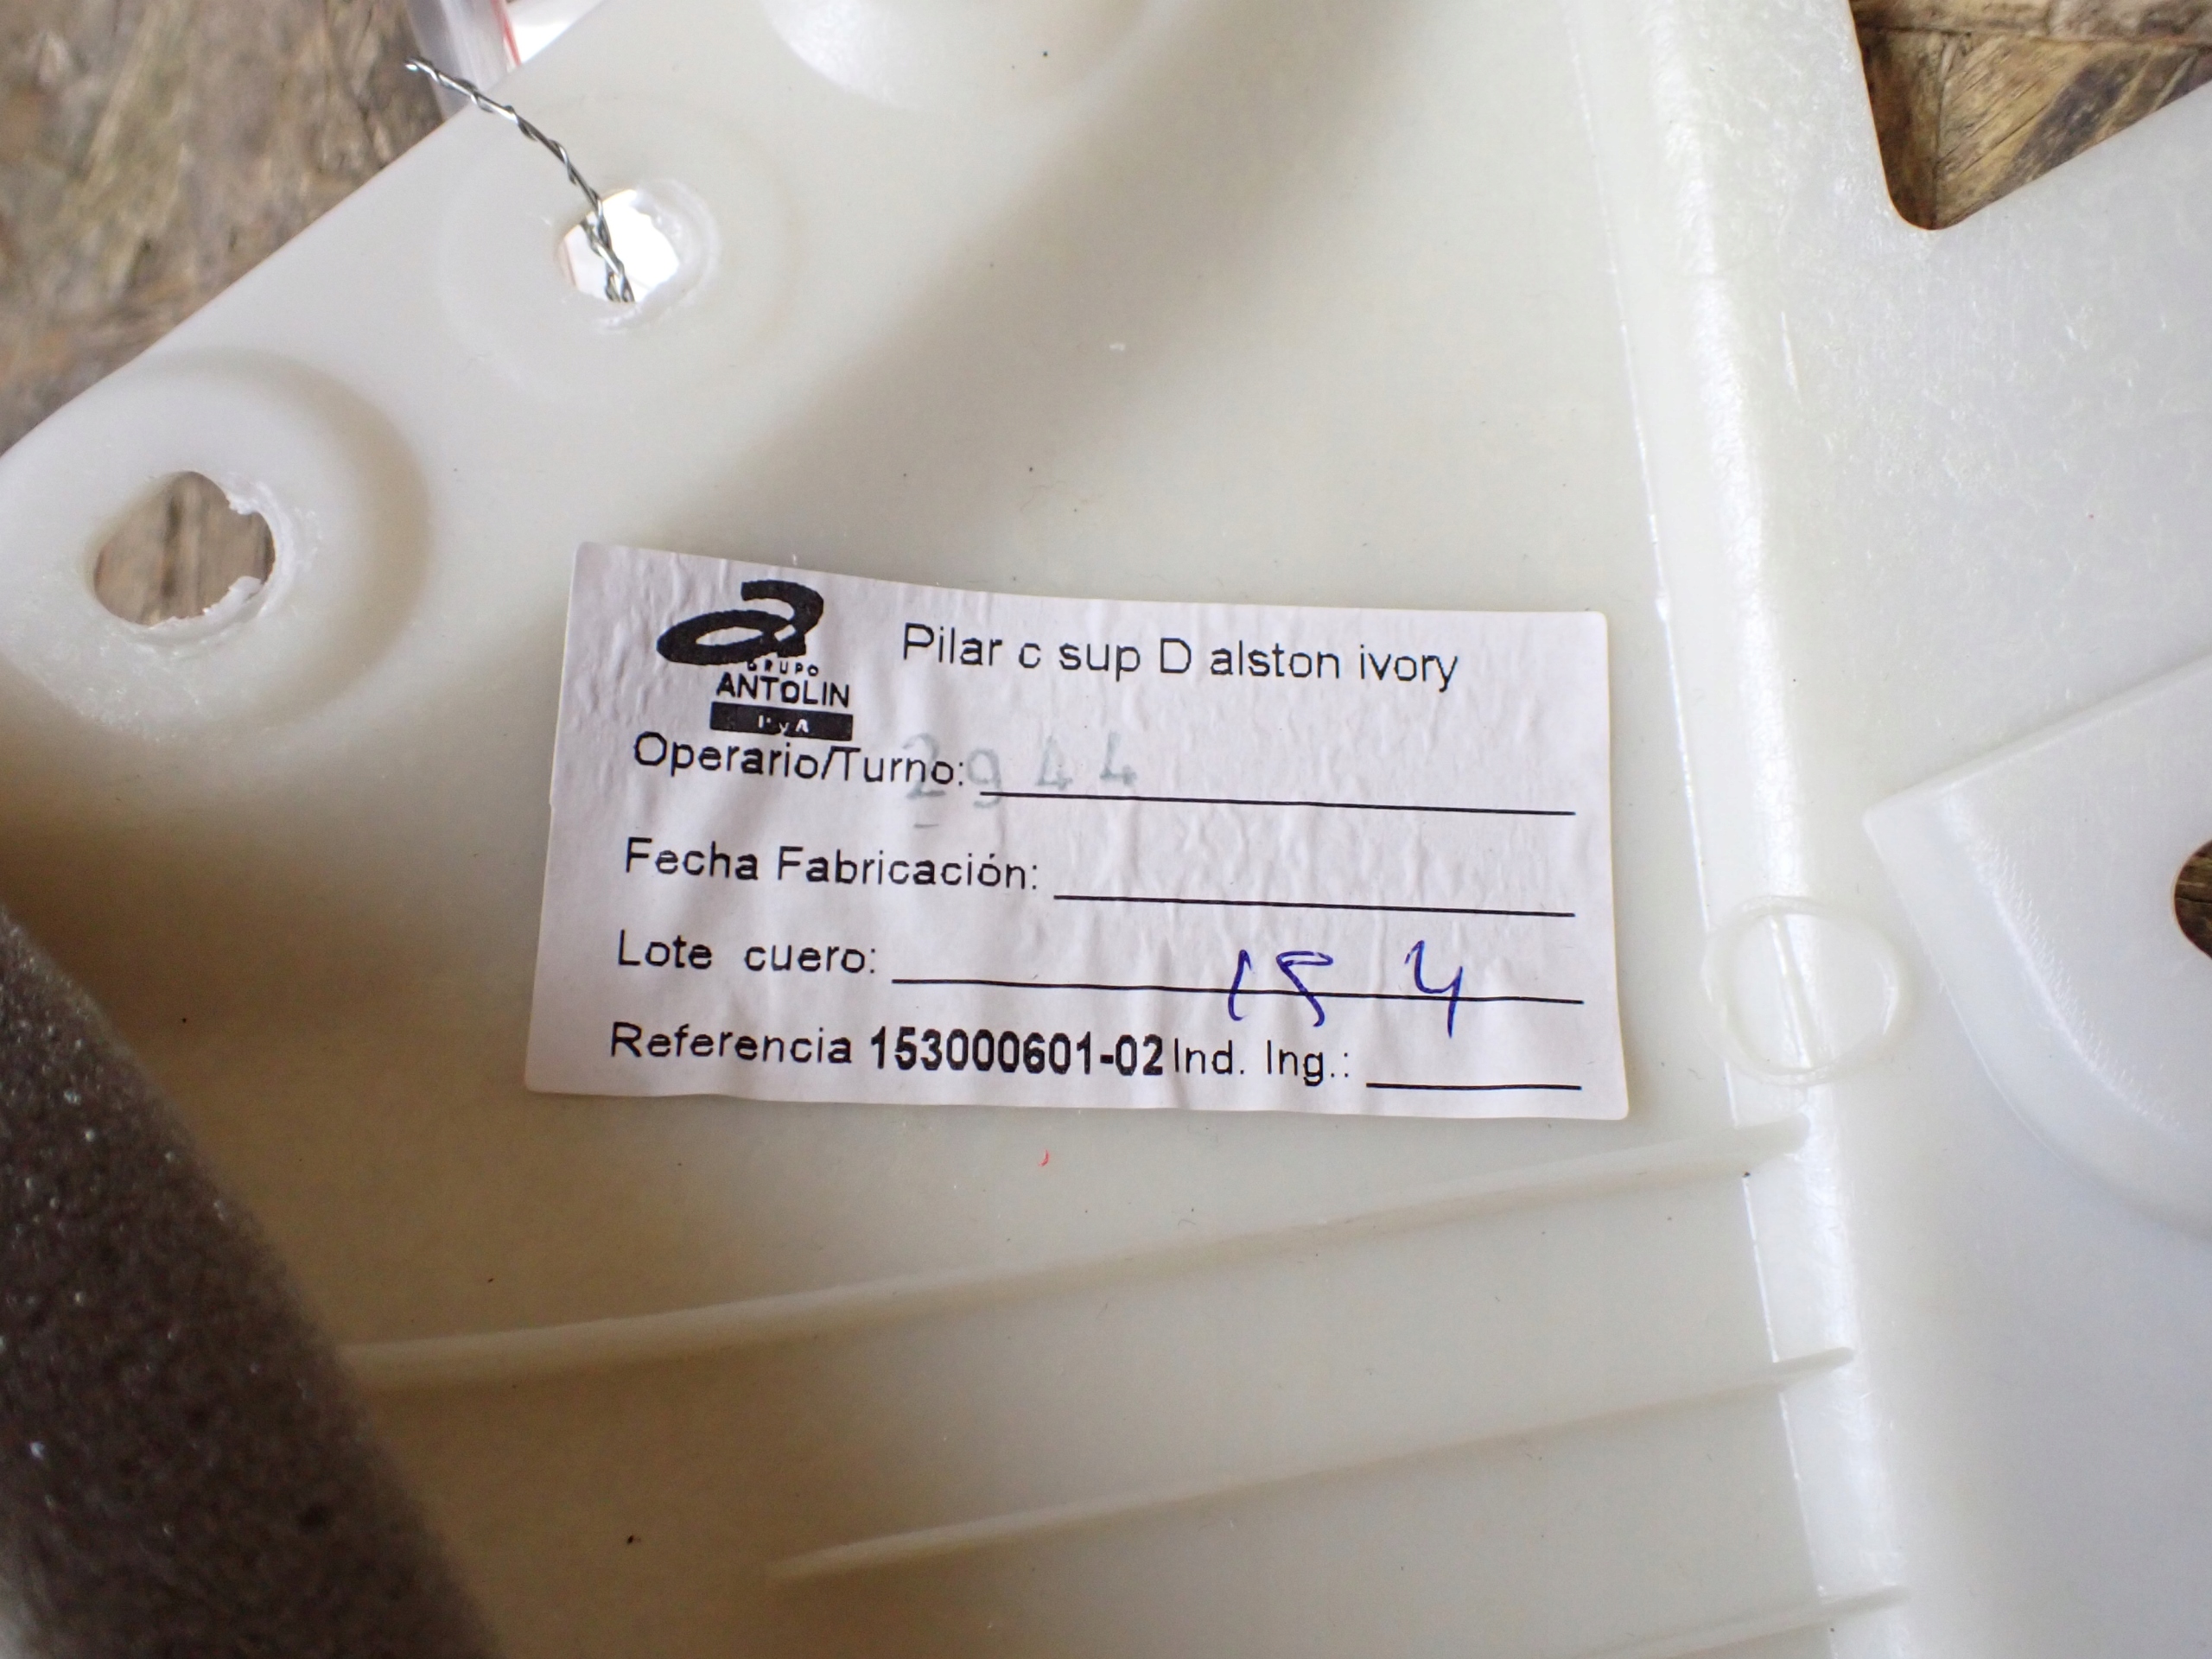 GRUPO
ANTOLIN
PyA
Pilar c sup D alston ivory
Operario/Turno: 2944
Fecha Fabricación:
Lote cuero: 15 4
Referencia 153000601-02 Ind. Ing.: